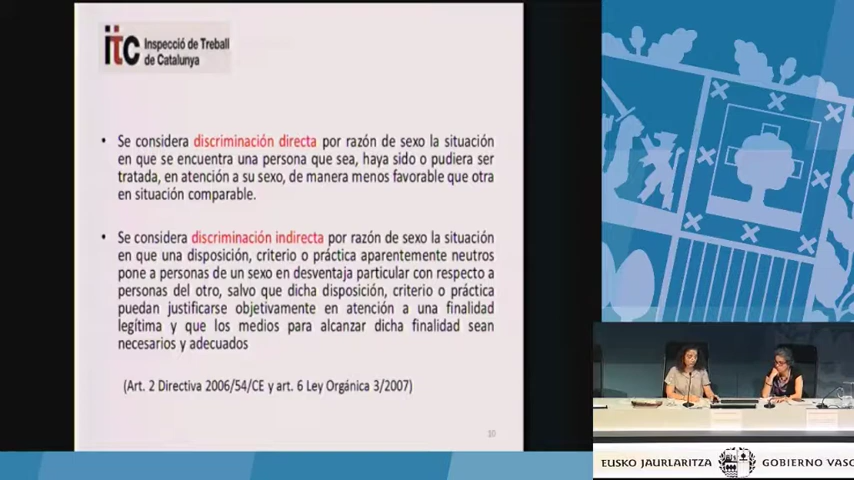 itc Inspecció de Treball
de Catalunya
• Se considera discriminación directa por razón de sexo la situación
en que se encuentra una persona que sea, haya sido o pudiera ser
tratada, en atención a su sexo, de manera menos favorable que otra
en situación comparable.
• Se considera discriminación indirecta por razón de sexo la situación
en que una disposición, criterio o práctica aparentemente neutros
pone a personas de un sexo en desventaja particular con respecto a
personas del otro, salvo que dicha disposición, criterio o práctica
puedan justificarse objetivamente en atención a una finalidad
legítima y que los medios para alcanzar dicha finalidad sean
necesarios y adecuados
(Art. 2 Directiva 2006/54/CE y art. 6 Ley Orgánica 3/2007)
10
EUSKO JAURLARITZA GOBIERNO VASC